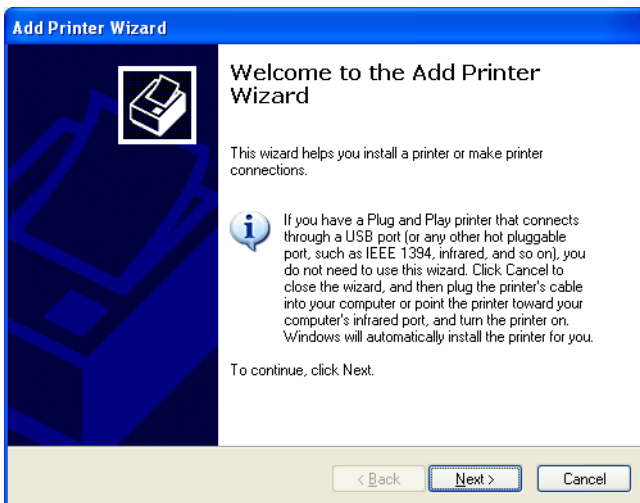 Add Printer Wizard
Welcome to the Add Printer
Wizard
This wizard helps you install a printer or make printer
connections.
If you have a Plug and Play printer that connects
through a USB port (or any other hot pluggable
port, such as IEEE 1394, infrared, and so on), you
do not need to use this wizard. Click Cancel to
close the wizard, and then plug the printer's cable
into your computer or point the printer toward your
computer's infrared port, and turn the printer on.
Windows will automatically install the printer for you.
To continue, click Next.
< Back
Next >
Cancel